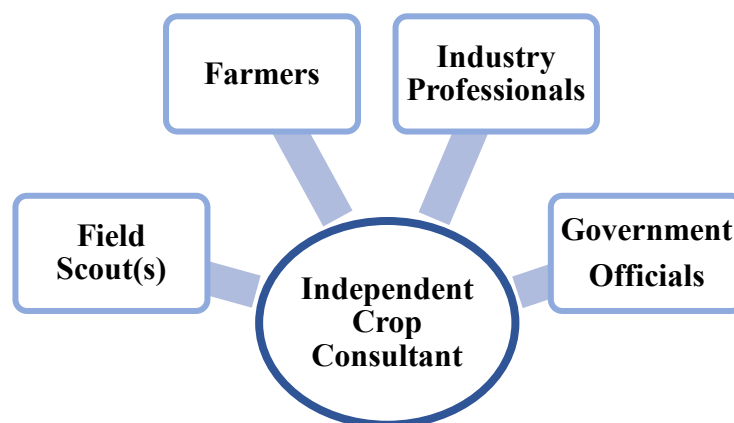 Farmers
Industry
Professionals
Field
Scout(s)
Government
Officials
Independent
Crop
Consultant